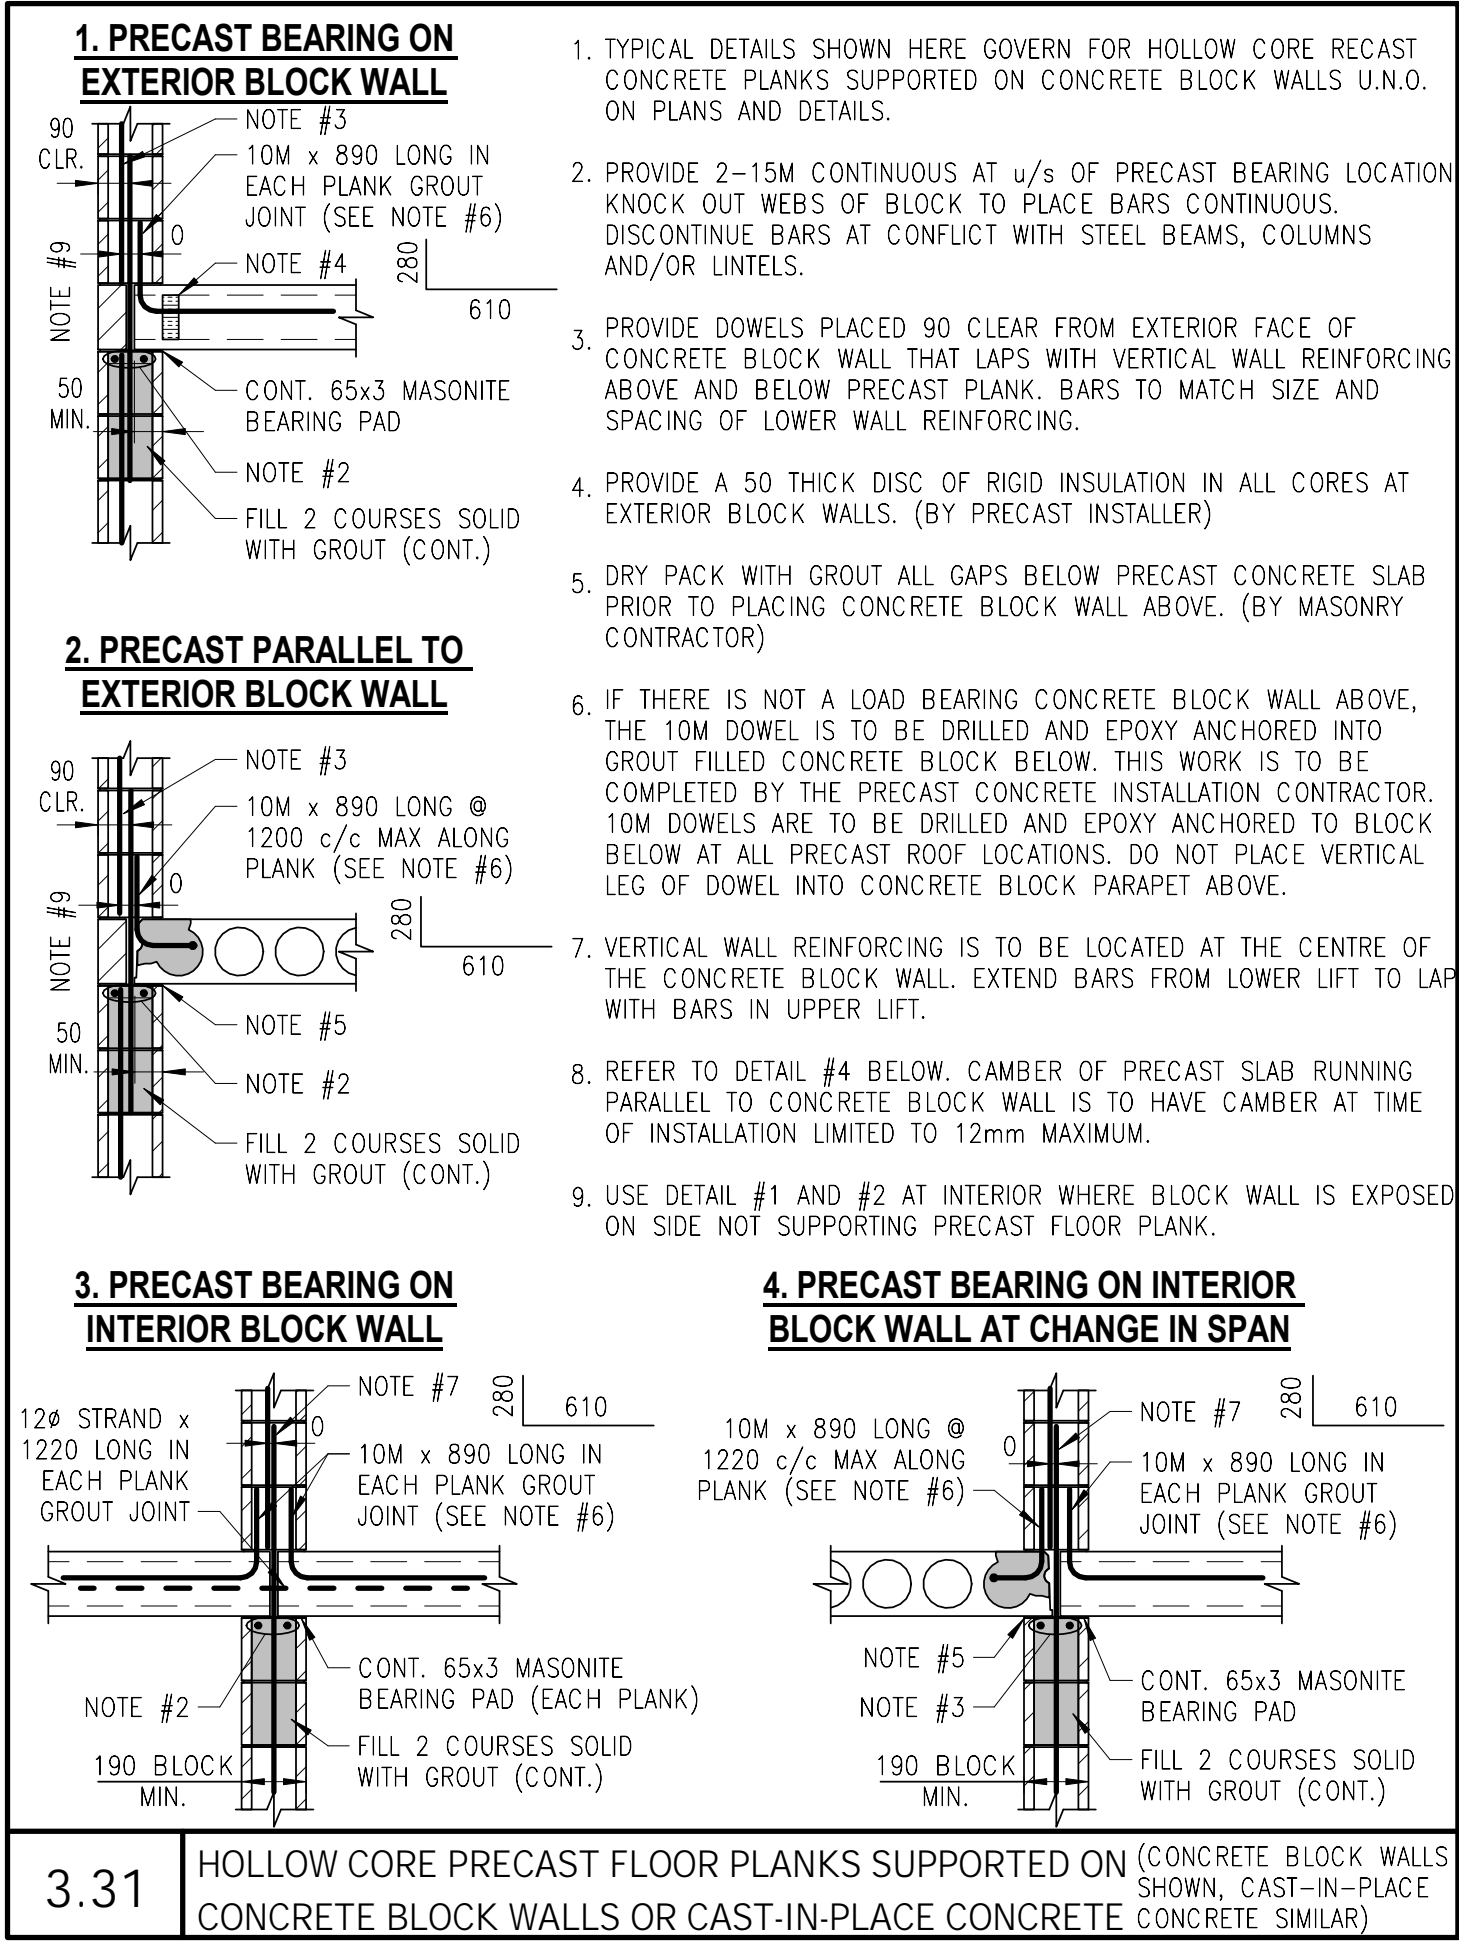 1. PRECAST BEARING ON
EXTERIOR BLOCK WALL
90
CLR.
NOTE #3
10M x 890 LONG IN
EACH PLANK GROUT
JOINT (SEE NOTE #6)
0
NOTE #9
NOTE #4
280
610
50
MIN.
CONT. 65x3 MASONITE
BEARING PAD
NOTE #2
FILL 2 COURSES SOLID
WITH GROUT (CONT.)
2. PRECAST PARALLEL TO
EXTERIOR BLOCK WALL
90
CLR.
NOTE #3
10M x 890 LONG @
1200 c/c MAX ALONG
PLANK (SEE NOTE #6)
0
NOTE #9
280
610
50
MIN.
NOTE #5
NOTE #2
FILL 2 COURSES SOLID
WITH GROUT (CONT.)
1. TYPICAL DETAILS SHOWN HERE GOVERN FOR HOLLOW CORE RECAST
CONCRETE PLANKS SUPPORTED ON CONCRETE BLOCK WALLS U.N.O.
ON PLANS AND DETAILS.
2. PROVIDE 2-15M CONTINUOUS AT u/s OF PRECAST BEARING LOCATION
KNOCK OUT WEBS OF BLOCK TO PLACE BARS CONTINUOUS.
DISCONTINUE BARS AT CONFLICT WITH STEEL BEAMS, COLUMNS
AND/OR LINTELS.
3. PROVIDE DOWELS PLACED 90 CLEAR FROM EXTERIOR FACE OF
CONCRETE BLOCK WALL THAT LAPS WITH VERTICAL WALL REINFORCING
ABOVE AND BELOW PRECAST PLANK. BARS TO MATCH SIZE AND
SPACING OF LOWER WALL REINFORCING.
4. PROVIDE A 50 THICK DISC OF RIGID INSULATION IN ALL CORES AT
EXTERIOR BLOCK WALLS. (BY PRECAST INSTALLER)
5. DRY PACK WITH GROUT ALL GAPS BELOW PRECAST CONCRETE SLAB
PRIOR TO PLACING CONCRETE BLOCK WALL ABOVE. (BY MASONRY
CONTRACTOR)
6. IF THERE IS NOT A LOAD BEARING CONCRETE BLOCK WALL ABOVE,
THE 10M DOWEL IS TO BE DRILLED AND EPOXY ANCHORED INTO
GROUT FILLED CONCRETE BLOCK BELOW. THIS WORK IS TO BE
COMPLETED BY THE PRECAST CONCRETE INSTALLATION CONTRACTOR.
10M DOWELS ARE TO BE DRILLED AND EPOXY ANCHORED TO BLOCK
BELOW AT ALL PRECAST ROOF LOCATIONS. DO NOT PLACE VERTICAL
LEG OF DOWEL INTO CONCRETE BLOCK PARAPET ABOVE.
7. VERTICAL WALL REINFORCING IS TO BE LOCATED AT THE CENTRE OF
THE CONCRETE BLOCK WALL. EXTEND BARS FROM LOWER LIFT TO LAP
WITH BARS IN UPPER LIFT.
8. REFER TO DETAIL #4 BELOW. CAMBER OF PRECAST SLAB RUNNING
PARALLEL TO CONCRETE BLOCK WALL IS TO HAVE CAMBER AT TIME
OF INSTALLATION LIMITED TO 12mm MAXIMUM.
9. USE DETAIL #1 AND #2 AT INTERIOR WHERE BLOCK WALL IS EXPOSED
ON SIDE NOT SUPPORTING PRECAST FLOOR PLANK.
3. PRECAST BEARING ON
INTERIOR BLOCK WALL
NOTE #7
280
610
12ø STRAND x
1220 LONG IN
EACH PLANK
GROUT JOINT
0
10M x 890 LONG IN
EACH PLANK GROUT
JOINT (SEE NOTE #6)
CONT. 65x3 MASONITE
BEARING PAD (EACH PLANK)
NOTE #2
FILL 2 COURSES SOLID
WITH GROUT (CONT.)
190 BLOCK
MIN.
4. PRECAST BEARING ON INTERIOR
BLOCK WALL AT CHANGE IN SPAN
10M x 890 LONG @
1220 c/c MAX ALONG
PLANK (SEE NOTE #6)
0
NOTE #7
280
610
10M x 890 LONG IN
EACH PLANK GROUT
JOINT (SEE NOTE #6)
NOTE #5
NOTE #3
CONT. 65x3 MASONITE
BEARING PAD
FILL 2 COURSES SOLID
WITH GROUT (CONT.)
190 BLOCK
MIN.
3.31
HOLLOW CORE PRECAST FLOOR PLANKS SUPPORTED ON
CONCRETE BLOCK WALLS OR CAST-IN-PLACE CONCRETE
(CONCRETE BLOCK WALLS
SHOWN, CAST-IN-PLACE
CONCRETE SIMILAR)